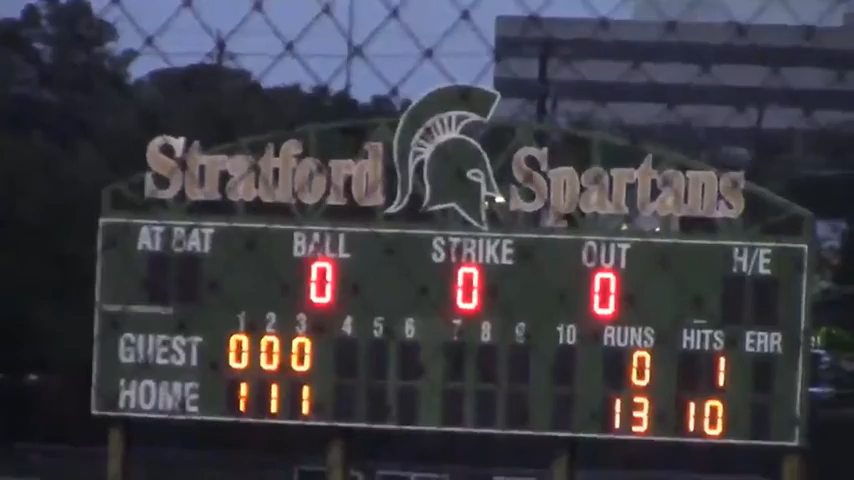 Stratford Spartans
AT BAT BALL STRIKE OUT H/E
0 0 0
1 2 3 4 5 6 7 8 9 10 RUNS HITS ERR
GUEST 0 0 0 0 1
HOME 1 1 1 13 10